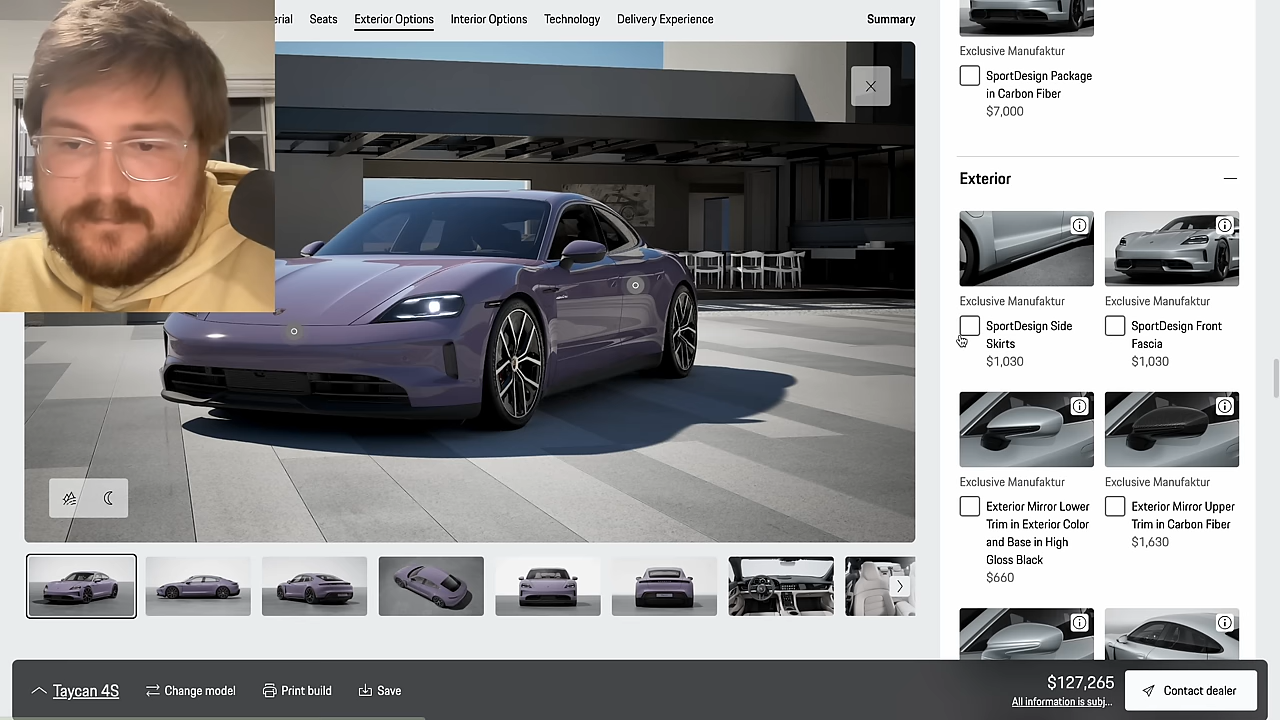 erial Seats Exterior Options Interior Options Technology Delivery Experience Summary
Exclusive Manufaktur
SportDesign Package
in Carbon Fiber
$7,000
Exterior
Exclusive Manufaktur
SportDesign Side
Skirts
$1,030
Exclusive Manufaktur
SportDesign Front
Fascia
$1,030
Exclusive Manufaktur
Exterior Mirror Lower
Trim in Exterior Color
and Base in High
Gloss Black
$660
Exclusive Manufaktur
Exterior Mirror Upper
Trim in Carbon Fiber
$1,630
Taycan 4S Change model Print build Save
$127,265
All information is subj...
Contact dealer